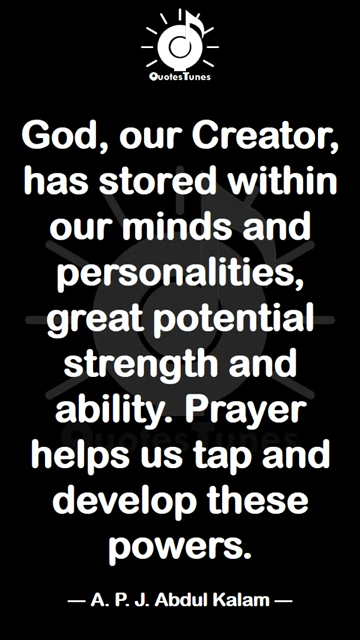 QuotesTunes
God, our Creator,
has stored within
our minds and
personalities,
great potential
strength and
ability. Prayer
helps us tap and
develop these
powers.
QuotesTunes
— A. P. J. Abdul Kalam —